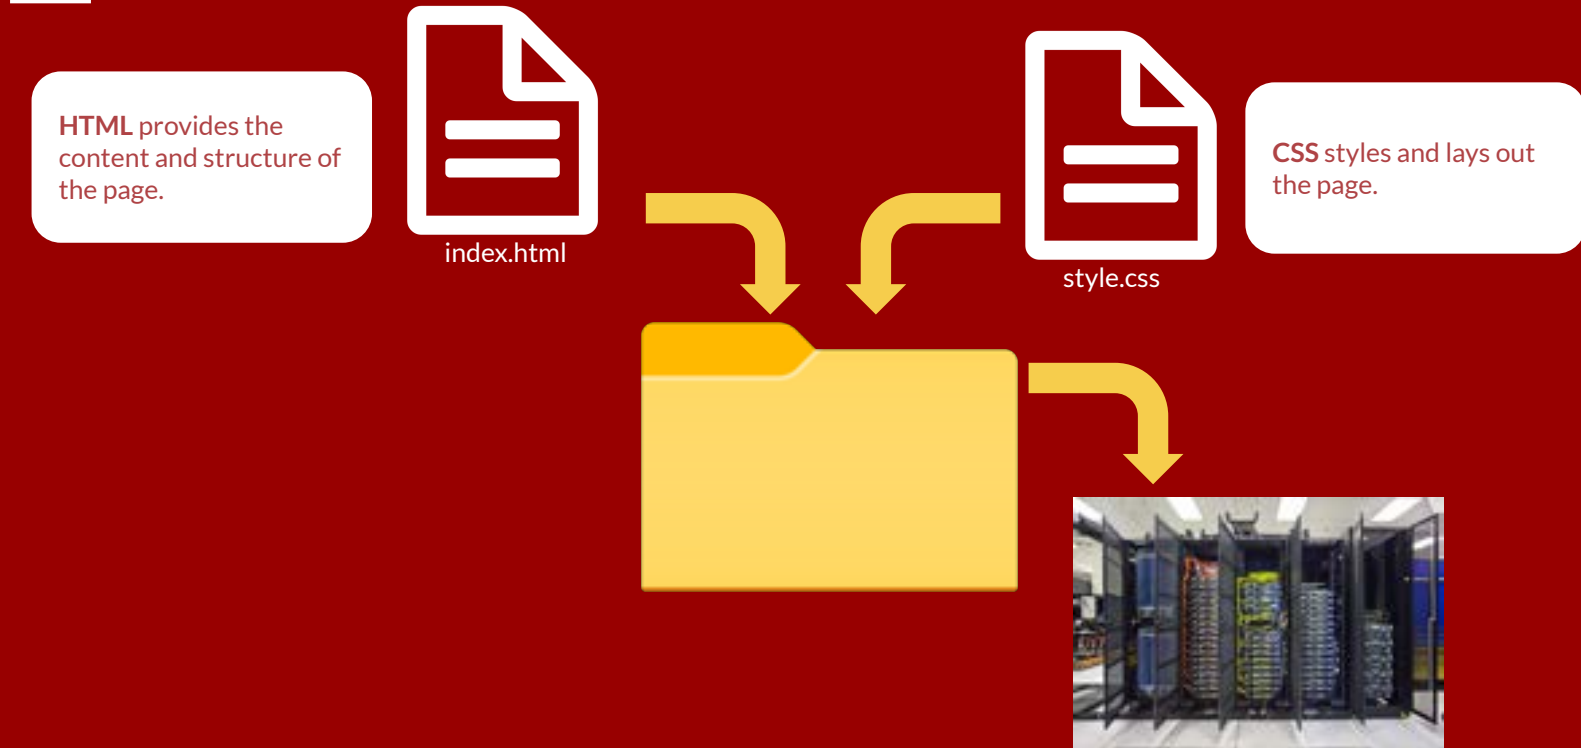 HTML provides the
content and structure of
the page.
index.html
CSS styles and lays out
the page.
style.css